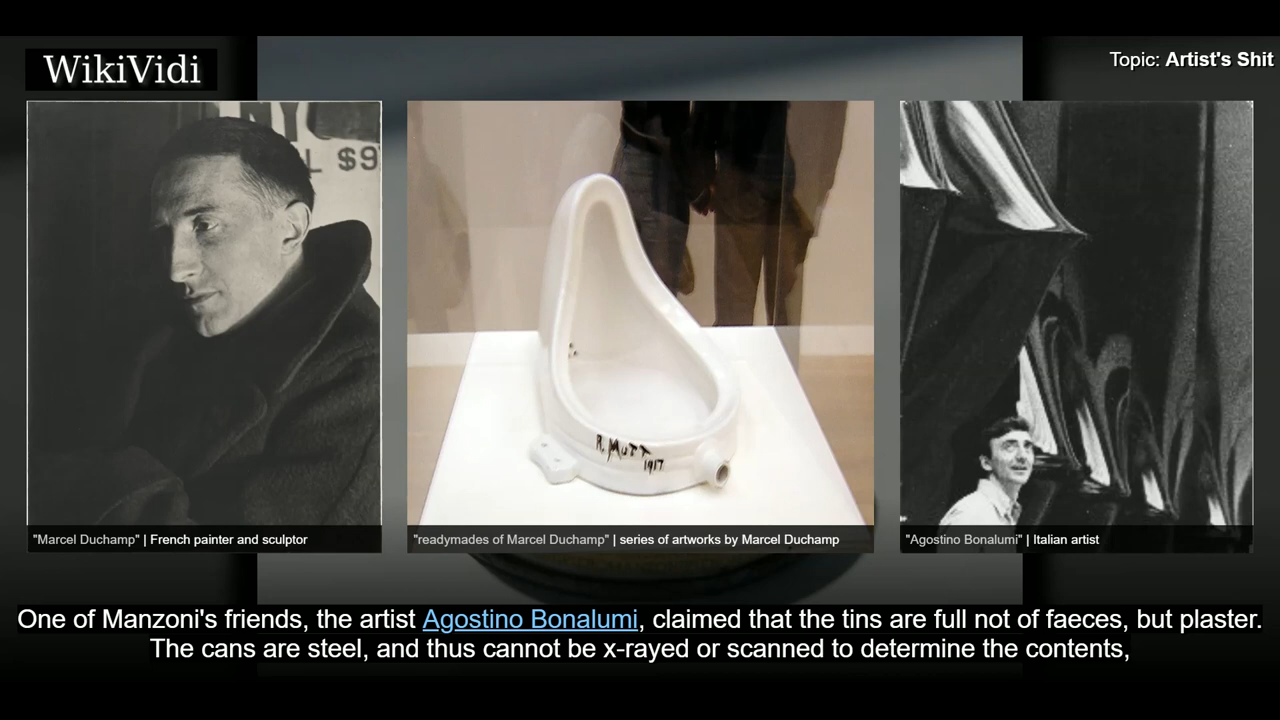 WikiVidi
Topic: Artist's Shit
L $9
R. MUTT
1917
"Marcel Duchamp" | French painter and sculptor
"readymades of Marcel Duchamp" | series of artworks by Marcel Duchamp
"Agostino Bonalumi" | Italian artist
One of Manzoni's friends, the artist Agostino Bonalumi, claimed that the tins are full not of faeces, but plaster.
The cans are steel, and thus cannot be x-rayed or scanned to determine the contents,